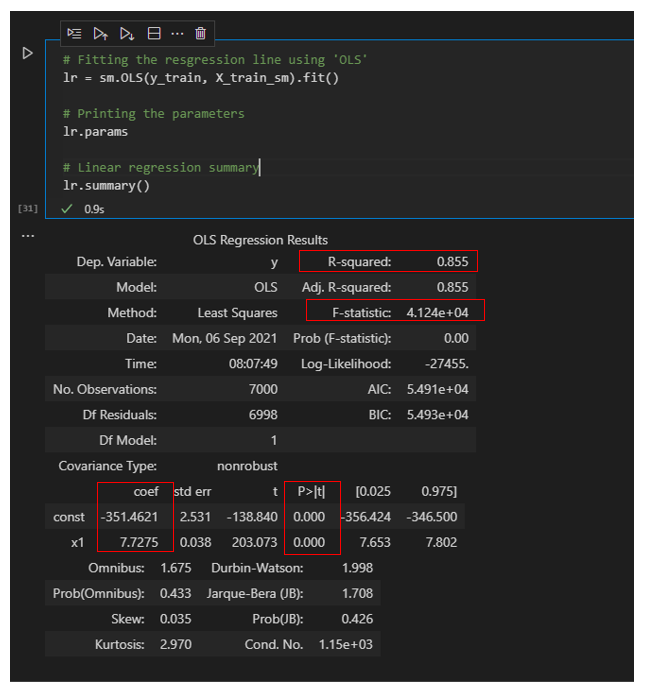 # Fitting the resgression line using 'OLS'
lr = sm.OLS(y_train, X_train_sm).fit()
# Printing the parameters
lr.params
# Linear regression summary
lr.summary()
[31] 0.9s
...
OLS Regression Results
Dep. Variable: y R-squared: 0.855
Model: OLS Adj. R-squared: 0.855
Method: Least Squares F-statistic: 4.124e+04
Date: Mon, 06 Sep 2021 Prob (F-statistic): 0.00
Time: 08:07:49 Log-Likelihood: -27455.
No. Observations: 7000 AIC: 5.491e+04
Df Residuals: 6998 BIC: 5.493e+04
Df Model: 1
Covariance Type: nonrobust
coef std err t P>|t| [0.025 0.975]
const -351.4621 2.531 -138.840 0.000 -356.424 -346.500
x1 7.7275 0.038 203.073 0.000 7.653 7.802
Omnibus: 1.675 Durbin-Watson: 1.998
Prob(Omnibus): 0.433 Jarque-Bera (JB): 1.708
Skew: 0.035 Prob(JB): 0.426
Kurtosis: 2.970 Cond. No. 1.15e+03